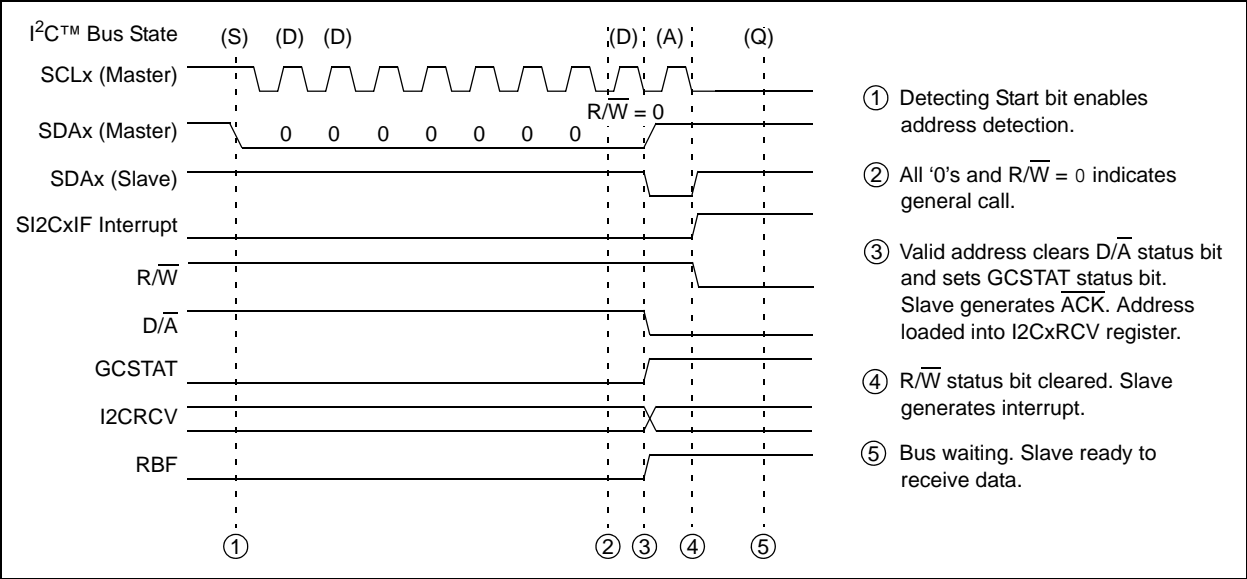 I²C™ Bus State (S) (D) (D) (D) (A) (Q)
SCLx (Master)
R/W̅ = 0
SDAx (Master) 0 0 0 0 0 0 0
SDAx (Slave)
SI2CxIF Interrupt
R/W̅
D/A̅
GCSTAT
I2CRCV
RBF
① ② ③ ④ ⑤
① Detecting Start bit enables
address detection.
② All ‘0’s and R/W̅ = 0 indicates
general call.
③ Valid address clears D/A̅ status bit
and sets GCSTAT status bit.
Slave generates A̅C̅K̅. Address
loaded into I2CxRCV register.
④ R/W̅ status bit cleared. Slave
generates interrupt.
⑤ Bus waiting. Slave ready to
receive data.